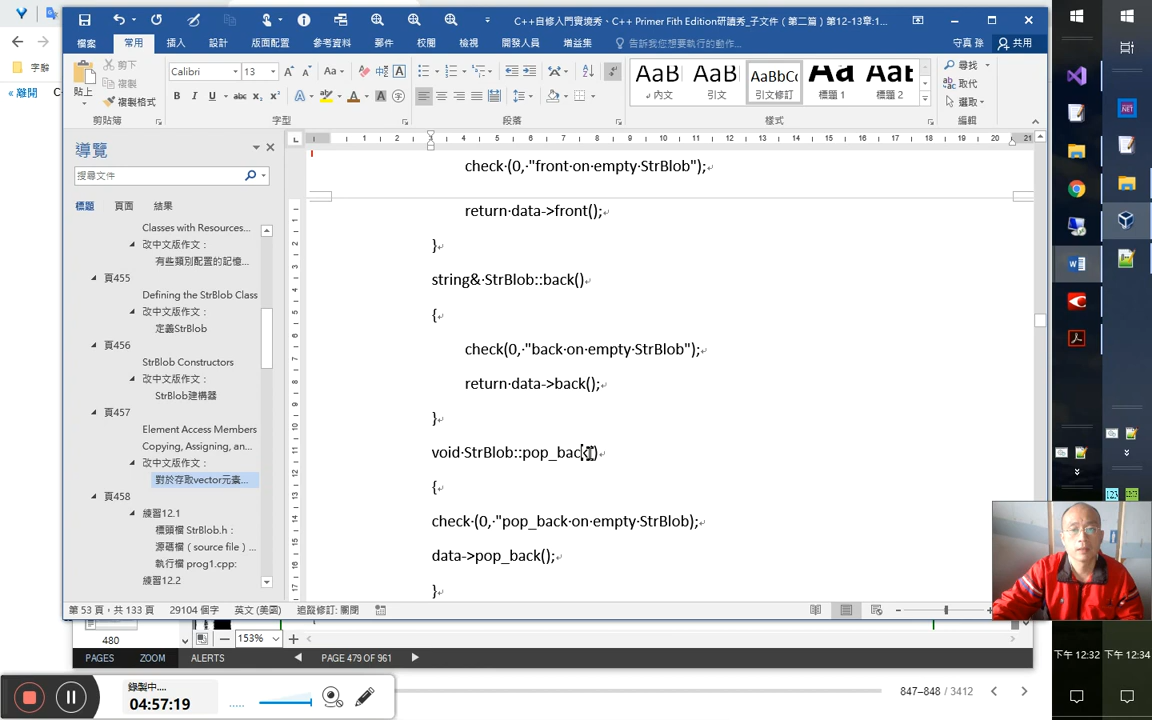 C++自修入門實境秀、C++ Primer Fith Edition研讀秀_子文件（第二篇）第12-13章:1...
檔案 常用 插入 設計 版面配置 參考資料 郵件 校閱 檢視 開發人員 增益集 告訴我您想要執行的動作... 守真 孫 共用
字辭
« 離開
貼上
剪下
複製
複製格式
Calibri 13
AaBbC AaBbC AaBbCc Aa Aat
內文 引文 引文修訂 標題 1 標題 2
尋找
取代
選取
剪貼簿 字型 段落 樣式 編輯
導覽
搜尋文件
標題 頁面 結果
Classes with Resources...
改中文版作文：
有些類別配置的記憶...
頁455
Defining the StrBlob Class
改中文版作文：
定義StrBlob
頁456
StrBlob Constructors
改中文版作文：
StrBlob建構器
頁457
Element Access Members
Copying, Assigning, an...
改中文版作文：
對於存取vector元素...
頁458
練習12.1
標頭檔 StrBlob.h：
源碼檔（source file）...
執行檔 prog1.cpp:
練習12.2
check (0, "front on empty StrBlob");
return data->front();
}
string& StrBlob::back()
{
check(0, "back on empty StrBlob");
return data->back();
}
void StrBlob::pop_back()
{
check (0, "pop_back on empty StrBlob);
data->pop_back();
}
第 53 頁，共 133 頁 29104 個字 英文 (美國) 追蹤修訂: 關閉
480
153%
PAGES ZOOM ALERTS PAGE 479 OF 961
錄製中....
04:57:19
847–848 / 3412
下午 12:32 下午 12:34